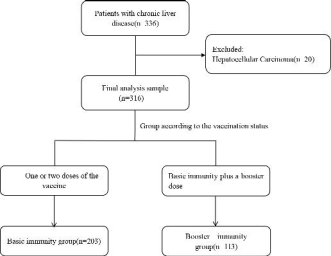 Patients with chronic liver
disease(n 336)
Excluded:
Hepatocellular Carcinoma(n 20)
Final analysis sample
(n=316)
Group according to the vaccination status
One or two doses of the
vaccine
Basic immunity plus a booster
dose
Basic immunity group(n=203)
Booster immunity
group(n 113)